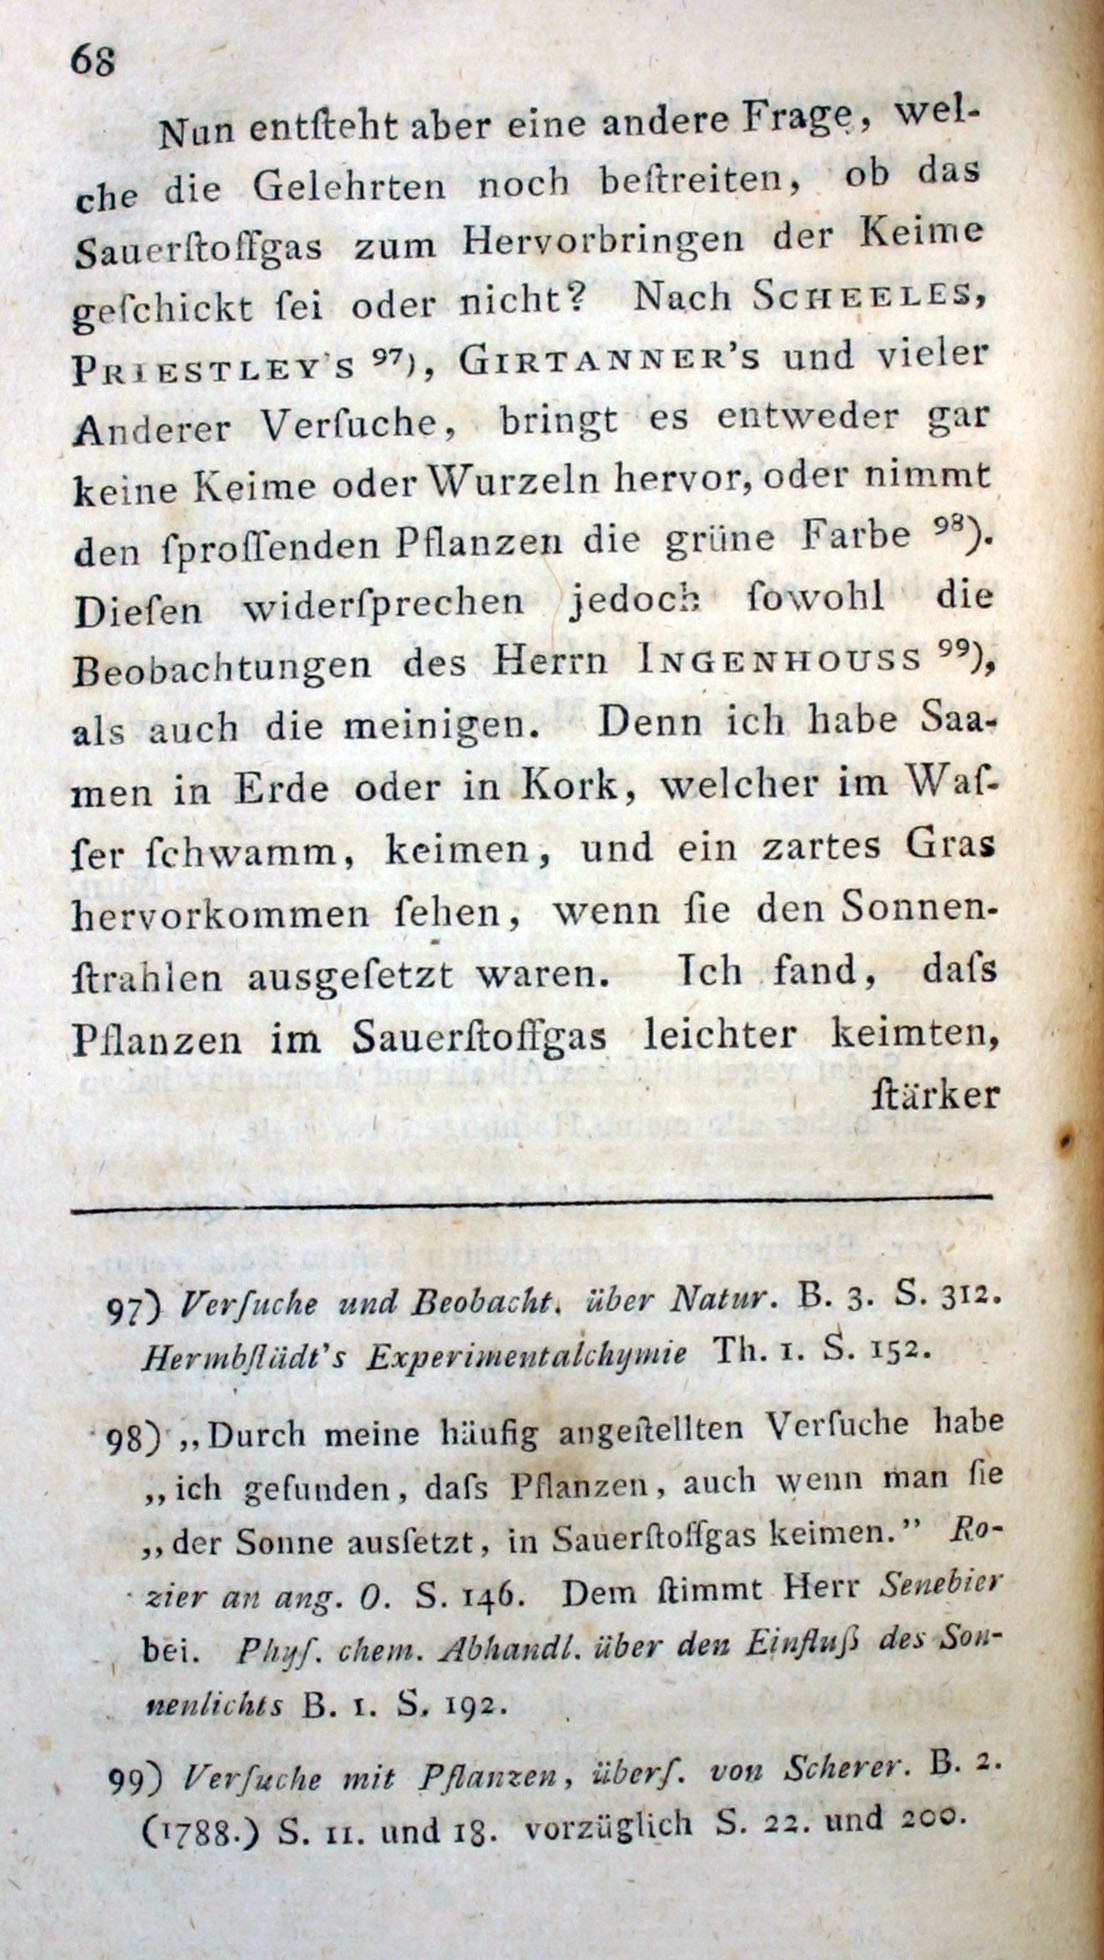 68
Nun entſteht aber eine andere Frage, wel-
che die Gelehrten noch beſtreiten, ob das
Sauerſtoffgas zum Hervorbringen der Keime
geſchickt ſei oder nicht? Nach SCHEELES,
PRIESTLEY'S 97), GIRTANNER'S und vieler
Anderer Verſuche, bringt es entweder gar
keine Keime oder Wurzeln hervor, oder nimmt
den ſproſſenden Pflanzen die grüne Farbe 98).
Dieſen widerſprechen jedoch ſowohl die
Beobachtungen des Herrn INGENHOUSS 99),
als auch die meinigen. Denn ich habe Saa-
men in Erde oder in Kork, welcher im Waſ-
ſer ſchwamm, keimen, und ein zartes Gras
hervorkommen ſehen, wenn ſie den Sonnen-
ſtrahlen ausgeſetzt waren. Ich fand, daſs
Pflanzen im Sauerſtoffgas leichter keimten,
ſtärker
97) Verſuche und Beobacht. über Natur. B. 3. S. 312.
Hermbſtädt's Experimentalchymie Th. 1. S. 152.
98) „Durch meine häufig angeſtellten Verſuche habe
„ich gefunden, daſs Pflanzen, auch wenn man ſie
„der Sonne ausſetzt, in Sauerſtoffgas keimen.” Ro-
zier an ang. O. S. 146. Dem ſtimmt Herr Senebier
bei. Phyſ. chem. Abhandl. über den Einfluß des Son-
nenlichts B. 1. S. 192.
99) Verſuche mit Pflanzen, überſ. von Scherer. B. 2.
(1788.) S. 11. und 18. vorzüglich S. 22. und 200.